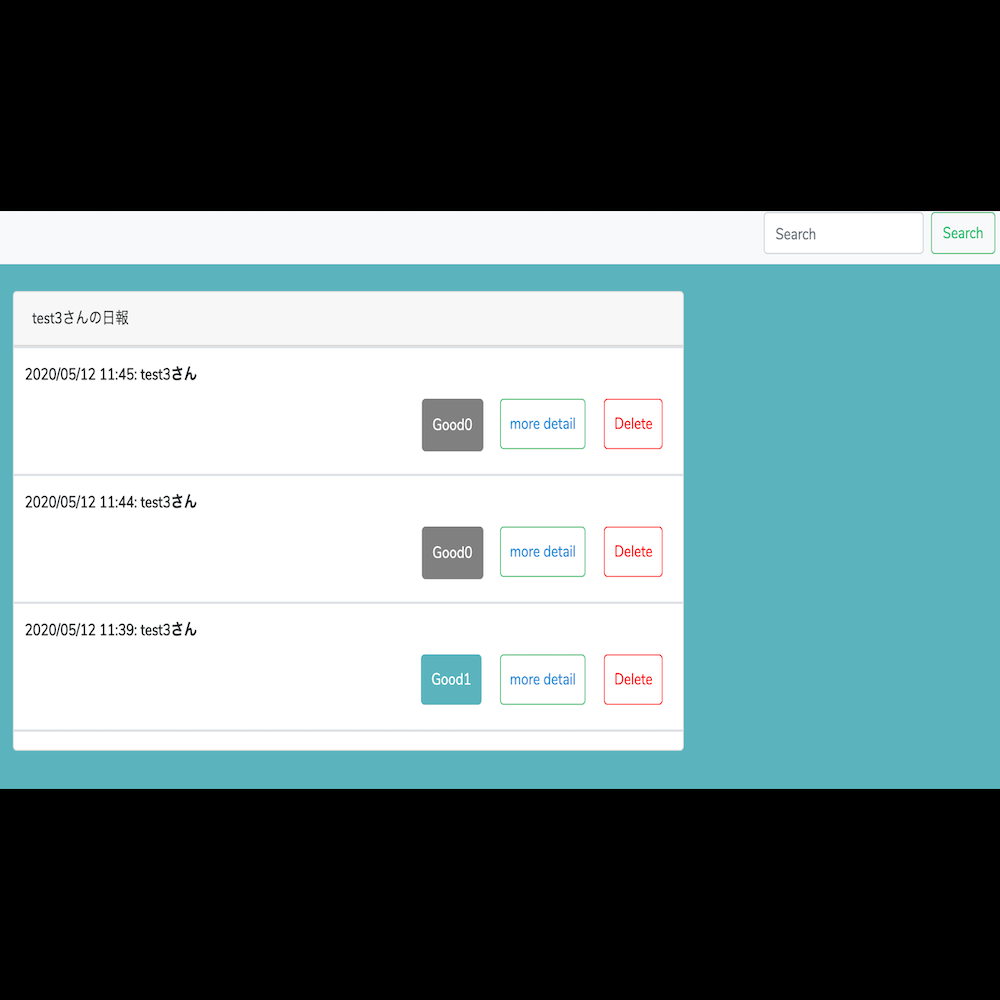 Search Search
test3さんの日報
2020/05/12 11:45: test3さん
Good0 more detail Delete
2020/05/12 11:44: test3さん
Good0 more detail Delete
2020/05/12 11:39: test3さん
Good1 more detail Delete